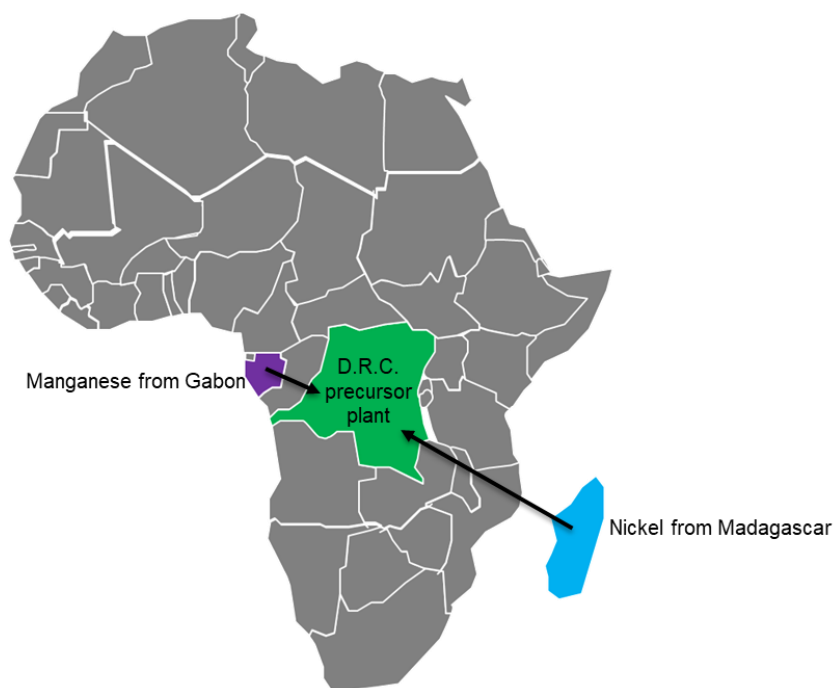 Manganese from Gabon
D.R.C.
precursor
plant
Nickel from Madagascar